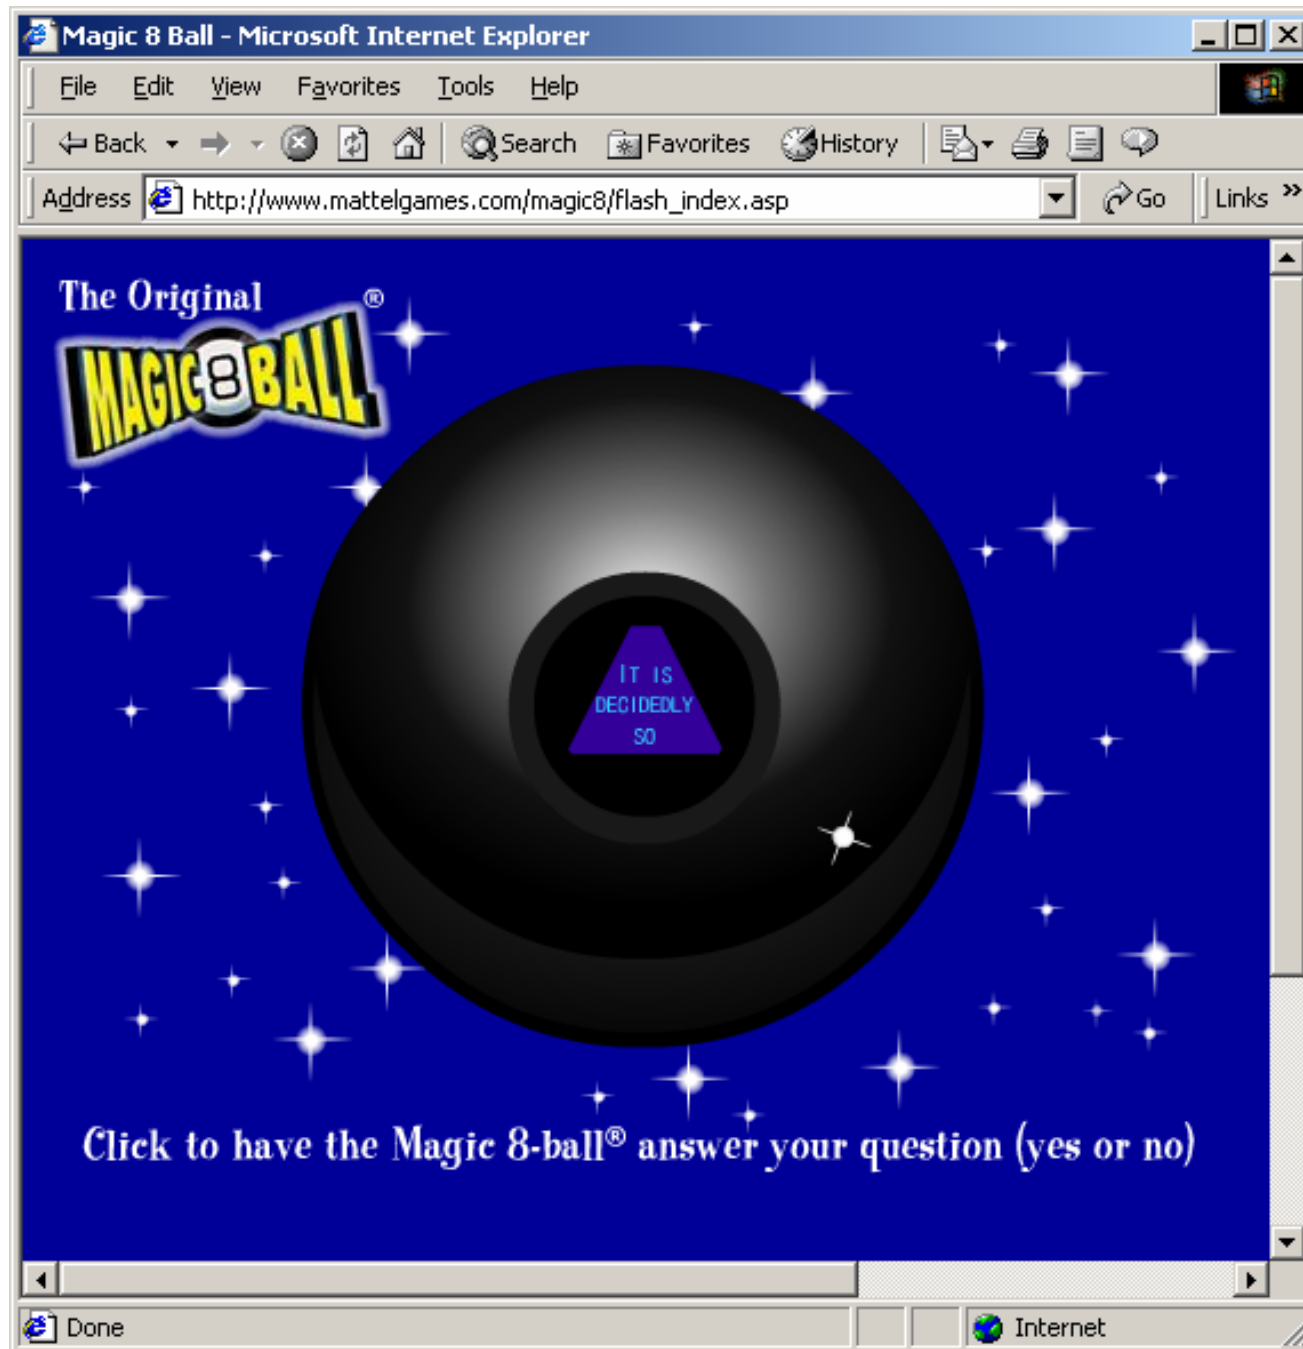 Magic 8 Ball - Microsoft Internet Explorer
File Edit View Favorites Tools Help
Back Search Favorites History
Address http://www.mattelgames.com/magic8/flash_index.asp Go Links »
The Original ®
MAGIC 8 BALL
IT IS
DECIDEDLY
SO
Click to have the Magic 8-ball® answer your question (yes or no)
Done Internet